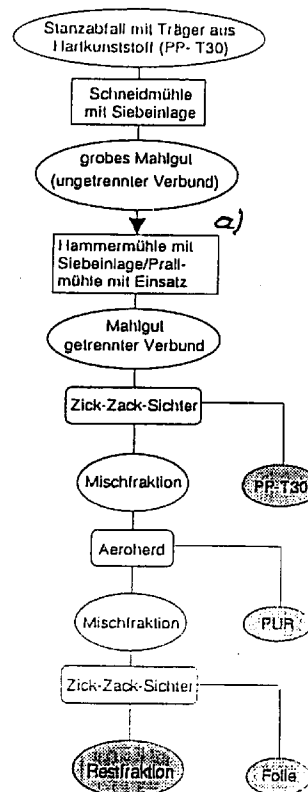 Stanzabfall mit Träger aus
Hartkunststoff (PP- T30)
Schneidmühle
mit Siebeinlage
grobes Mahlgut
(ungetrennter Verbund)
a)
Hammermühle mit
Siebeinlage/Prall-
mühle mit Einsatz
Mahlgut
getrennter Verbund
Zick-Zack-Sichter
Mischfraktion
PP-T30
Aeroherd
Mischfraktion
PUR
Zick-Zack-Sichter
Restfraktion
Folie